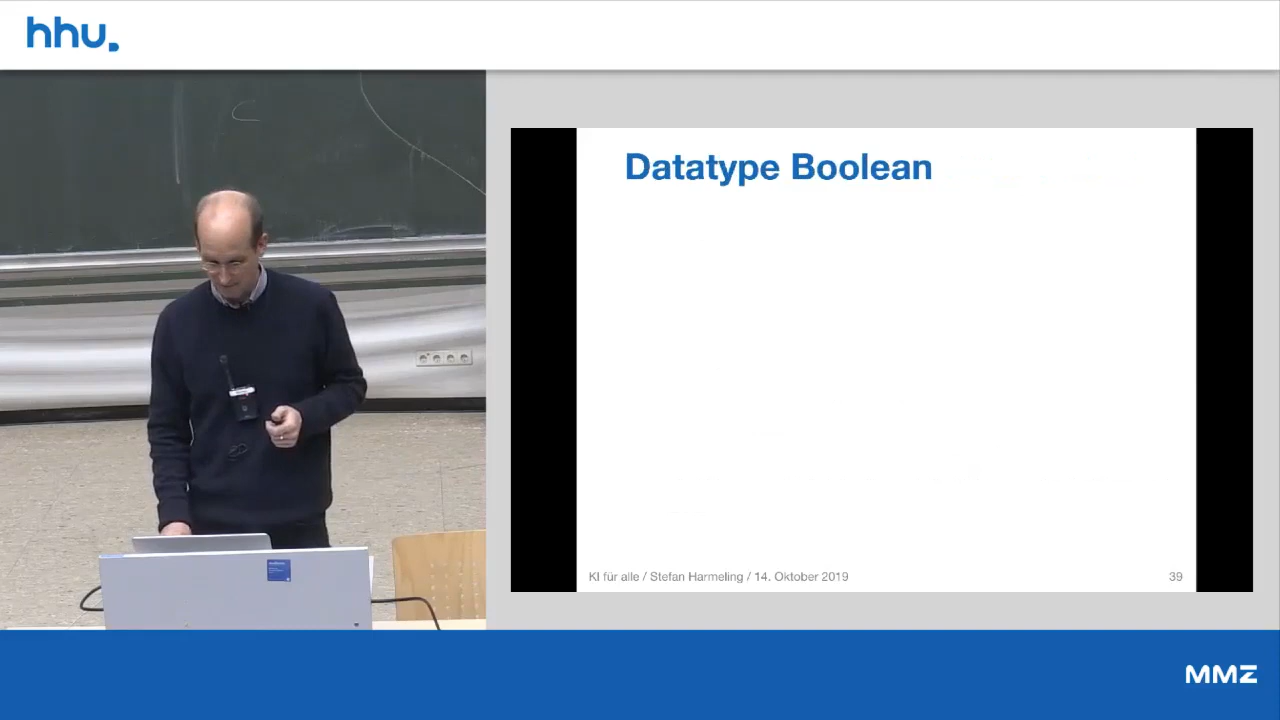 hhu.
Datatype Boolean
KI für alle / Stefan Harmeling / 14. Oktober 2019
39
MMZ